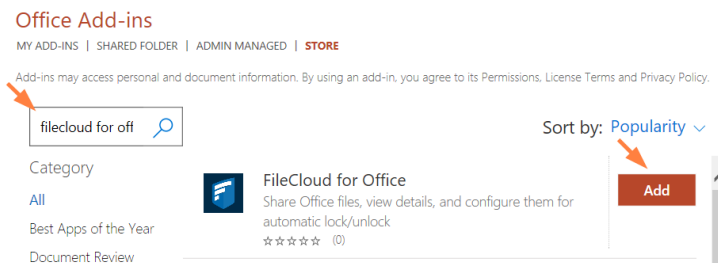 Office Add-ins
MY ADD-INS | SHARED FOLDER | ADMIN MANAGED | STORE
Add-ins may access personal and document information. By using an add-in, you agree to its Permissions, License Terms and Privacy Policy.
filecloud for off
Sort by: Popularity
Category
All
Best Apps of the Year
Document Review
FileCloud for Office
Share Office files, view details, and configure them for
automatic lock/unlock
(0)
Add